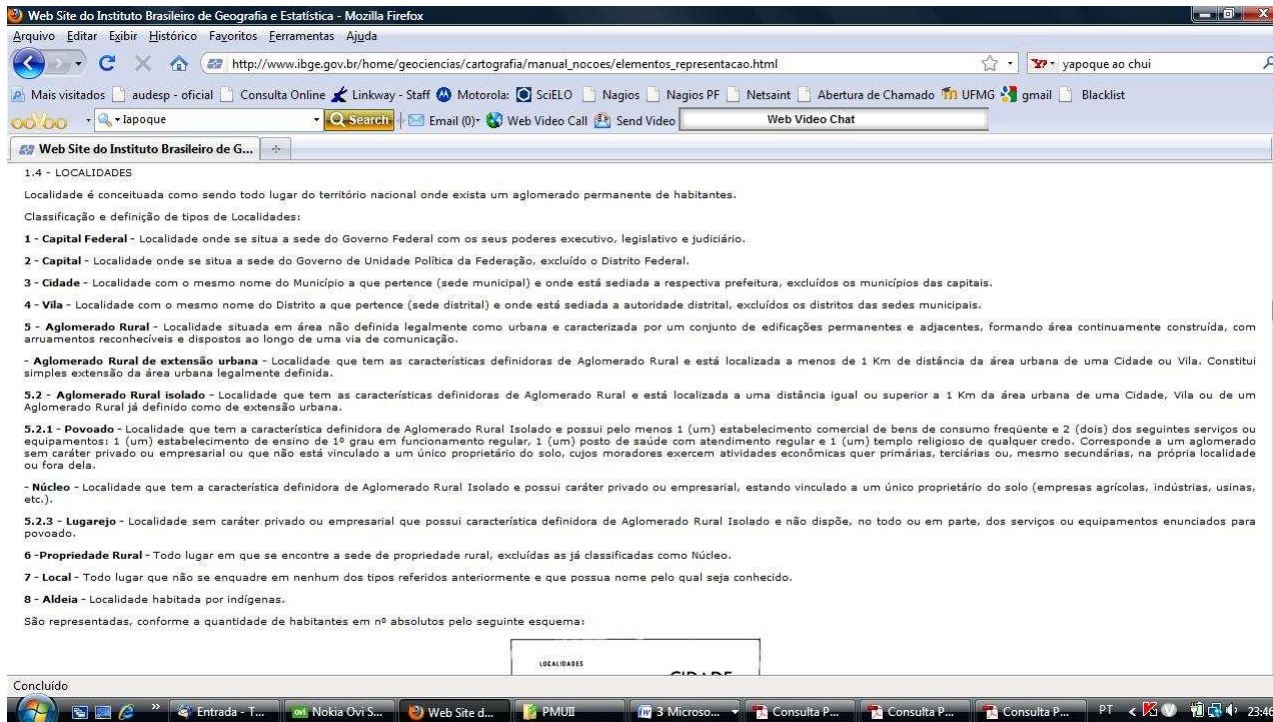 Web Site do Instituto Brasileiro de Geografia e Estatística - Mozilla Firefox
Arquivo Editar Exibir Histórico Favoritos Ferramentas Ajuda
http://www.ibge.gov.br/home/geociencias/cartografia/manual_nocoes/elementos_representacao.html yapoque ao chui
Mais visitados audesp - oficial Consulta Online Linkway - Staff Motorola: SciELO Nagios Nagios PF Netsaint Abertura de Chamado UFMG gmail Blacklist
ooVoo Iapoque Search Email (0) Web Video Call Send Video Web Video Chat
Web Site do Instituto Brasileiro de G...
1.4 - LOCALIDADES
Localidade é conceituada como sendo todo lugar do território nacional onde exista um aglomerado permanente de habitantes.
Classificação e definição de tipos de Localidades:
1 - Capital Federal - Localidade onde se situa a sede do Governo Federal com os seus poderes executivo, legislativo e judiciário.
2 - Capital - Localidade onde se situa a sede do Governo de Unidade Política da Federação, excluído o Distrito Federal.
3 - Cidade - Localidade com o mesmo nome do Município a que pertence (sede municipal) e onde está sediada a respectiva prefeitura, excluídos os municípios das capitais.
4 - Vila - Localidade com o mesmo nome do Distrito a que pertence (sede distrital) e onde está sediada a autoridade distrital, excluídos os distritos das sedes municipais.
5 - Aglomerado Rural - Localidade situada em área não definida legalmente como urbana e caracterizada por um conjunto de edificações permanentes e adjacentes, formando área continuamente construída, com
arruamentos reconhecíveis e dispostos ao longo de uma via de comunicação.
- Aglomerado Rural de extensão urbana - Localidade que tem as características definidoras de Aglomerado Rural e está localizada a menos de 1 Km de distância da área urbana de uma Cidade ou Vila. Constitui
simples extensão da área urbana legalmente definida.
5.2 - Aglomerado Rural isolado - Localidade que tem as características definidoras de Aglomerado Rural e está localizada a uma distância igual ou superior a 1 Km da área urbana de uma Cidade, Vila ou de um
Aglomerado Rural já definido como de extensão urbana.
5.2.1 - Povoado - Localidade que tem a característica definidora de Aglomerado Rural Isolado e possui pelo menos 1 (um) estabelecimento comercial de bens de consumo freqüente e 2 (dois) dos seguintes serviços ou
equipamentos: 1 (um) estabelecimento de ensino de 1º grau em funcionamento regular, 1 (um) posto de saúde com atendimento regular e 1 (um) templo religioso de qualquer credo. Corresponde a um aglomerado
sem caráter privado ou empresarial ou que não está vinculado a um único proprietário do solo, cujos moradores exercem atividades econômicas quer primárias, terciárias ou, mesmo secundárias, na própria localidade
ou fora dela.
- Núcleo - Localidade que tem a característica definidora de Aglomerado Rural Isolado e possui caráter privado ou empresarial, estando vinculado a um único proprietário do solo (empresas agrícolas, indústrias, usinas,
etc.).
5.2.3 - Lugarejo - Localidade sem caráter privado ou empresarial que possui característica definidora de Aglomerado Rural Isolado e não dispõe, no todo ou em parte, dos serviços ou equipamentos enunciados para
povoado.
6 -Propriedade Rural - Todo lugar em que se encontre a sede de propriedade rural, excluídas as já classificadas como Núcleo.
7 - Local - Todo lugar que não se enquadre em nenhum dos tipos referidos anteriormente e que possua nome pelo qual seja conhecido.
8 - Aldeia - Localidade habitada por indígenas.
São representadas, conforme a quantidade de habitantes em nº absolutos pelo seguinte esquema:
LOCALIDADES
CIDADE
Concluído
Entrada - T... Nokia Ovi S... Web Site d... PMUII 3 Microso... Consulta P... Consulta P... Consulta P... PT 23:46